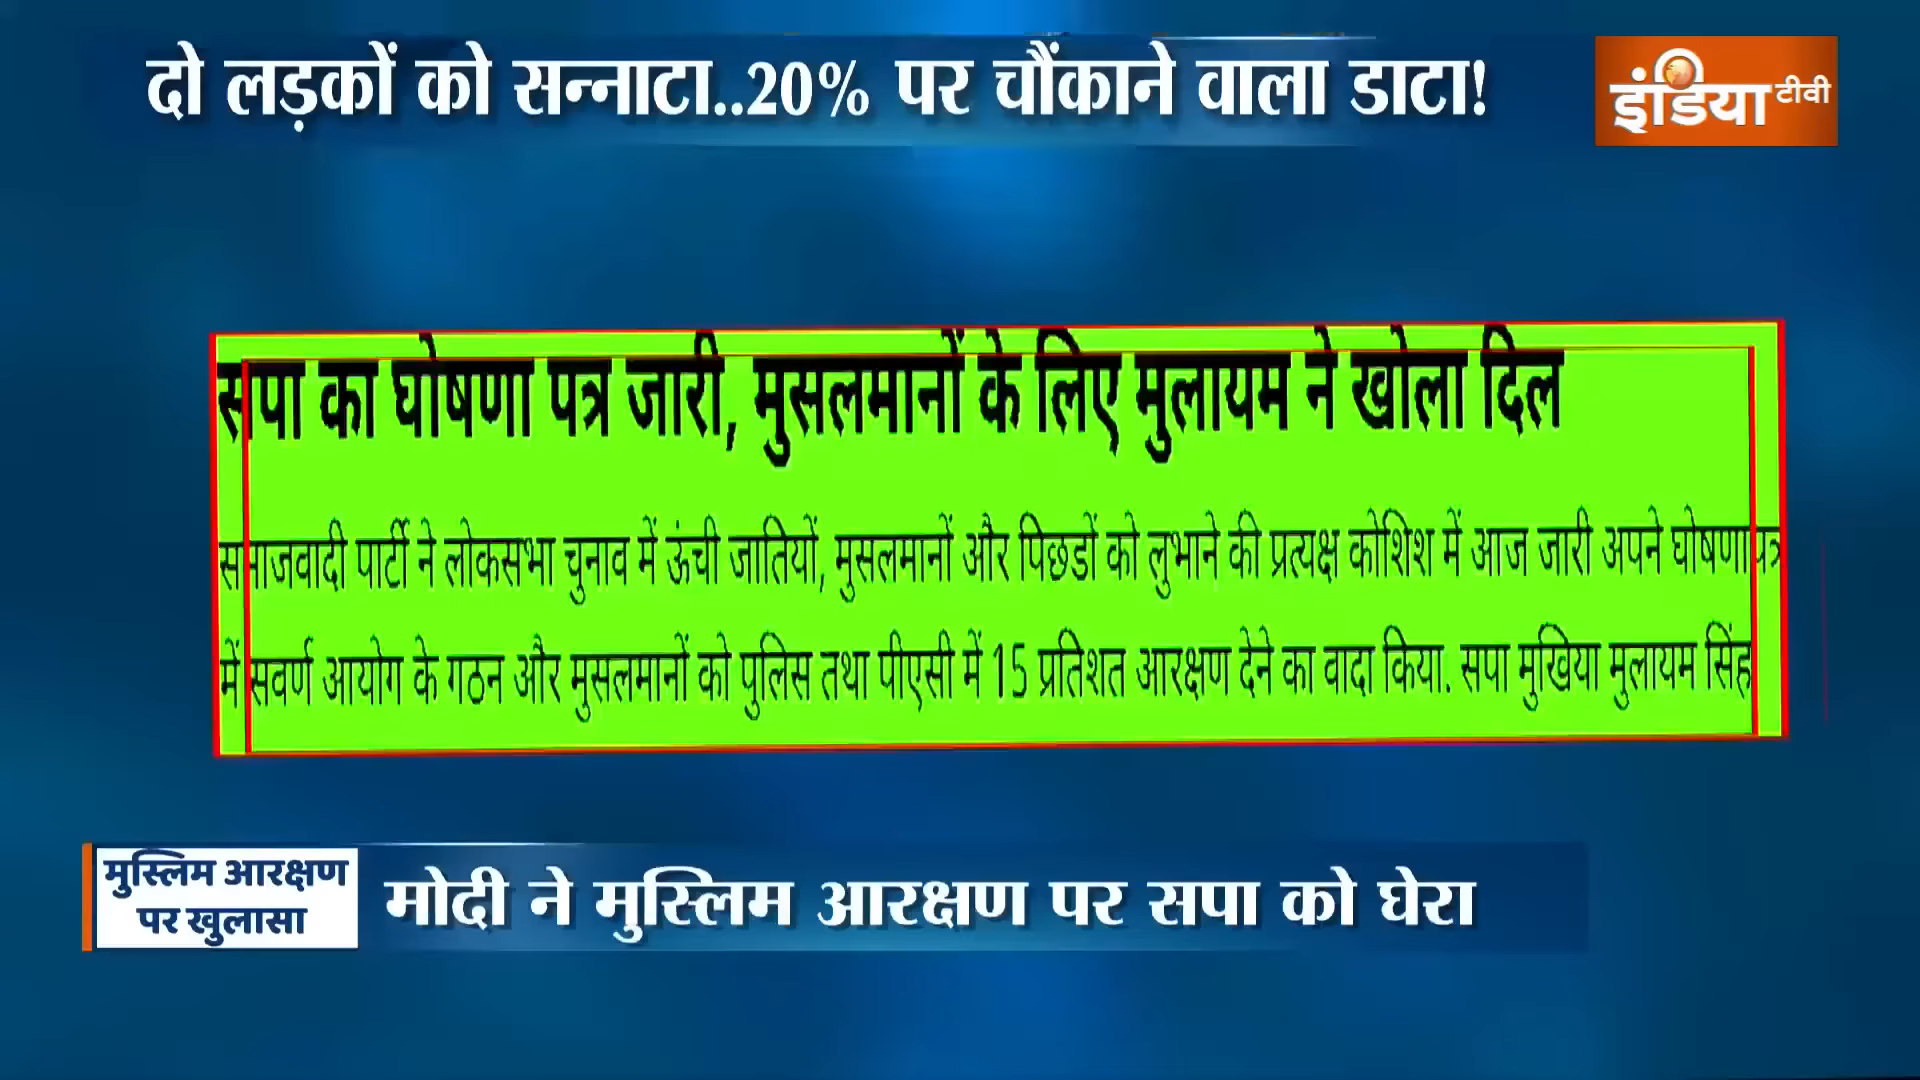 दो लड़कों को सन्नाटा..20% पर चौंकाने वाला डाटा!
इंडिया टीवी
सपा का घोषणा पत्र जारी, मुसलमानों के लिए मुलायम ने खोला दिल
समाजवादी पार्टी ने लोकसभा चुनाव में ऊंची जातियों, मुसलमानों और पिछडों को लुभाने की प्रत्यक्ष कोशिश में आज जारी अपने घोषणा पत्र
में सवर्ण आयोग के गठन और मुसलमानों को पुलिस तथा पीएसी में 15 प्रतिशत आरक्षण देने का वादा किया. सपा मुखिया मुलायम सिंह
मुस्लिम आरक्षण
पर खुलासा
मोदी ने मुस्लिम आरक्षण पर सपा को घेरा